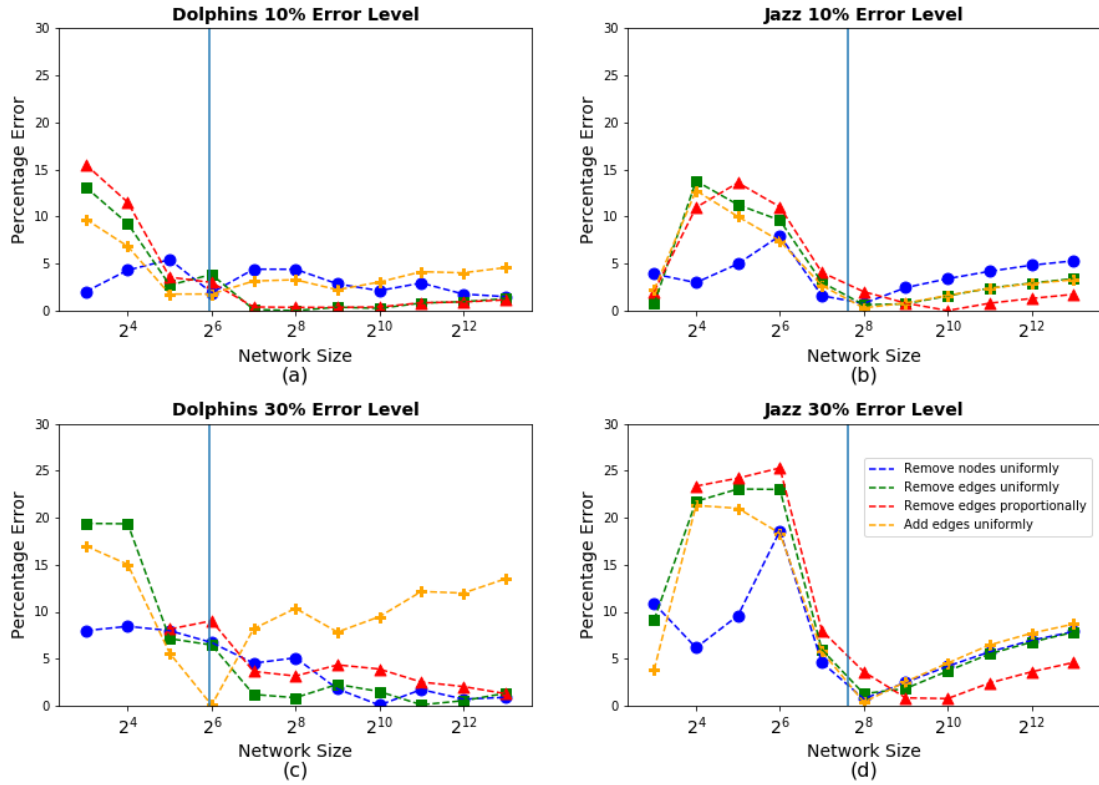 Dolphins 10% Error Level
30
25
20
15
10
5
0
Percentage Error
2^4
2^6
2^8
2^10
2^12
Network Size
(a)
Jazz 10% Error Level
30
25
20
15
10
5
0
Percentage Error
2^4
2^6
2^8
2^10
2^12
Network Size
(b)
Dolphins 30% Error Level
30
25
20
15
10
5
0
Percentage Error
2^4
2^6
2^8
2^10
2^12
Network Size
(c)
Jazz 30% Error Level
30
25
20
15
10
5
0
Percentage Error
Remove nodes uniformly
Remove edges uniformly
Remove edges proportionally
Add edges uniformly
2^4
2^6
2^8
2^10
2^12
Network Size
(d)